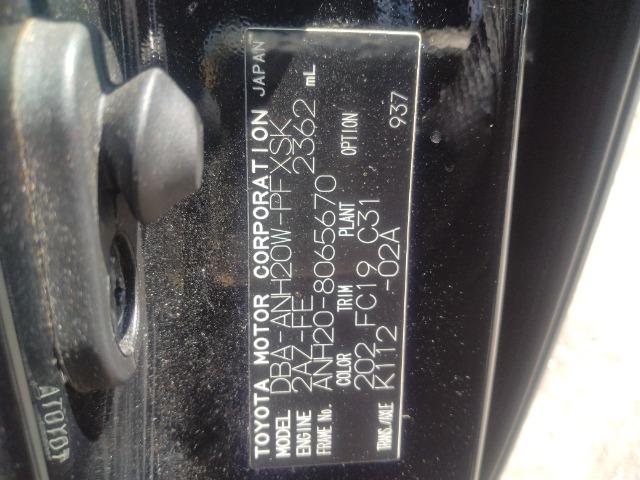 TOYOTA MOTOR CORPORATION JAPAN
MODEL DBA-ANH20W-PFXSK
ENGINE 2AZ-FE 2362 mL
FRAME No. ANH20-8065670
COLOR TRIM PLANT OPTION
202 FC19 C31 937
TRANS./AXLE K112 -02A
ATOYOT